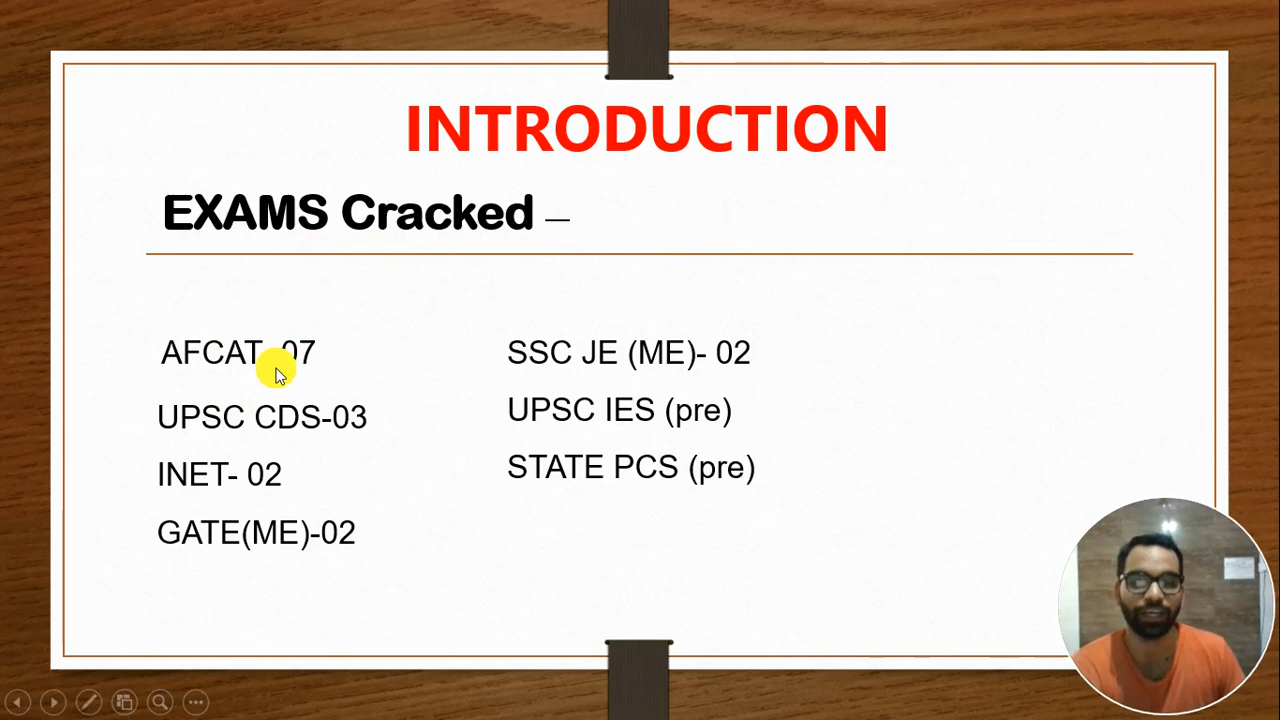 INTRODUCTION
EXAMS Cracked –
AFCAT-07
UPSC CDS-03
INET- 02
GATE(ME)-02
SSC JE (ME)- 02
UPSC IES (pre)
STATE PCS (pre)